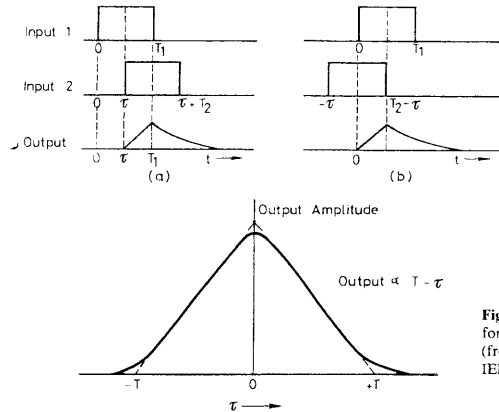 Input 1
0 T₁
0 T₁
Input 2
0 τ τ + T₂
-τ T₂ - τ
Output
0 τ T₁ t
t
(a) (b)
Output Amplitude
Output ∝ T - τ
-T 0 +T
τ
Fig
for
(fr
IE